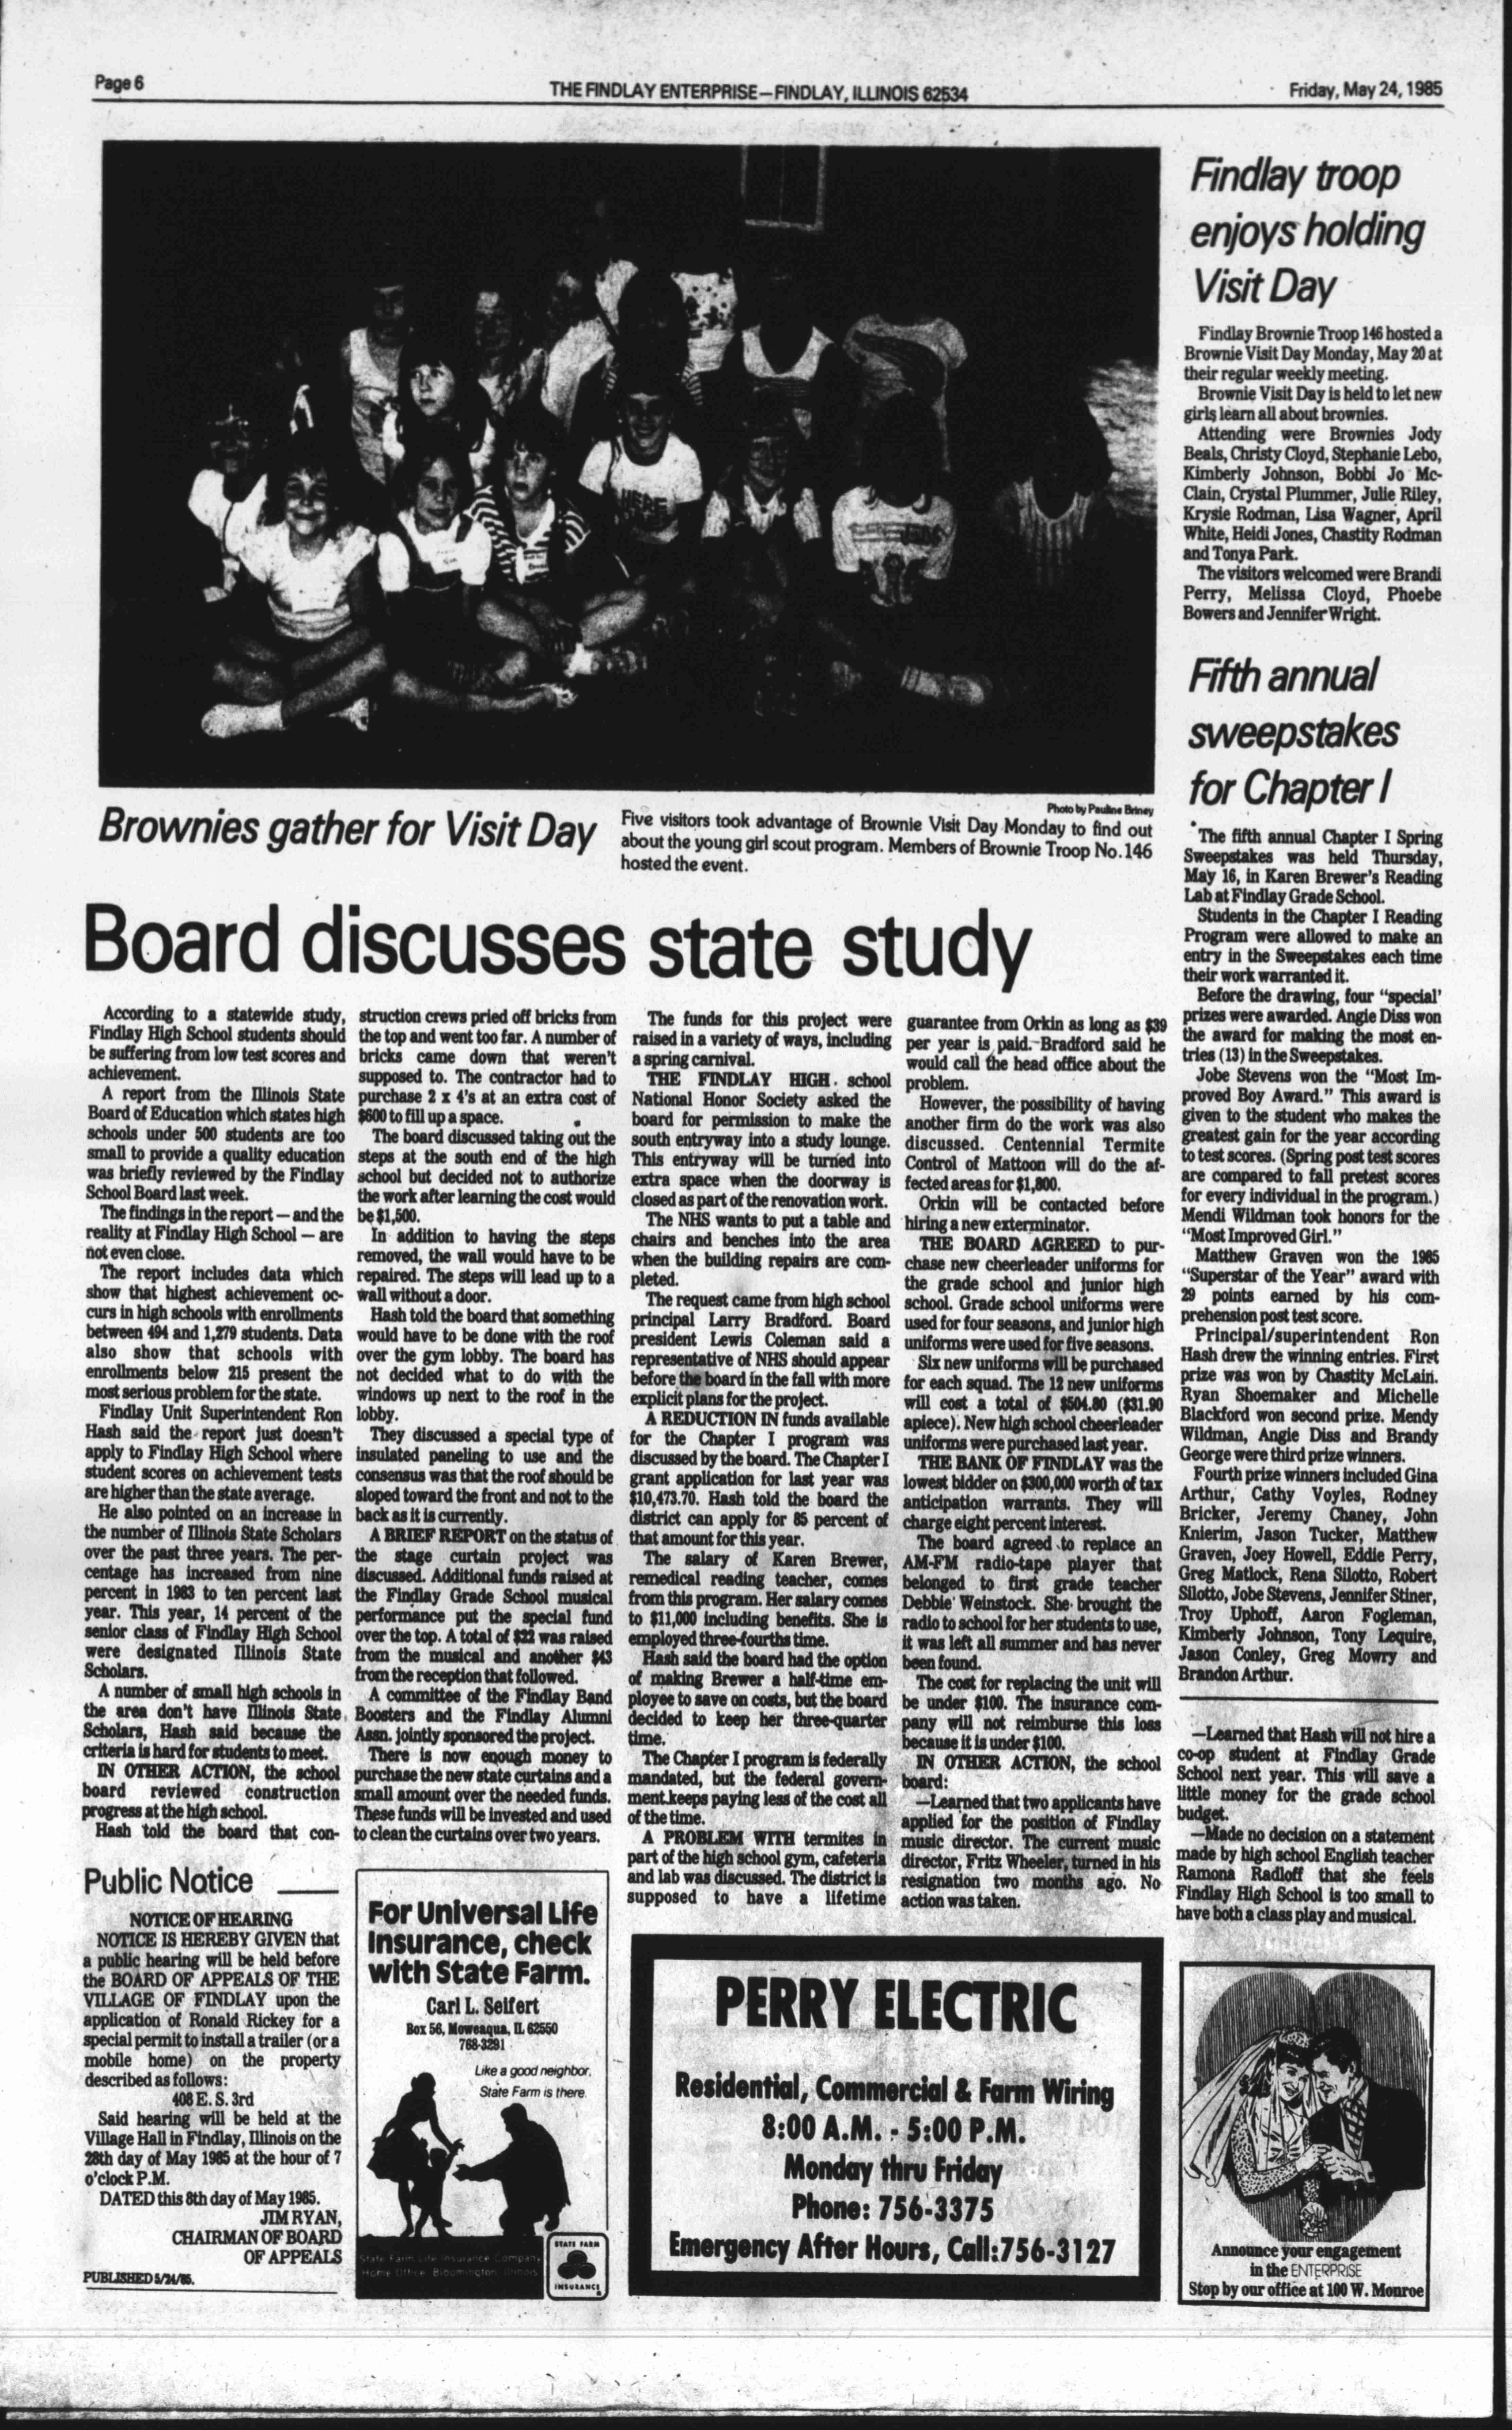 Page 6
THE FINDLAY ENTERPRISE—FINDLAY, ILLINOIS 62534
Friday, May 24, 1985
Photo by Pauline Briney
Brownies gather for Visit Day
Five visitors took advantage of Brownie Visit Day Monday to find out
about the young girl scout program. Members of Brownie Troop No. 146
hosted the event.
Board discusses state study
According to a statewide study,
Findlay High School students should
be suffering from low test scores and
achievement.
A report from the Illinois State
Board of Education which states high
schools under 500 students are too
small to provide a quality education
was briefly reviewed by the Findlay
School Board last week.
The findings in the report — and the
reality at Findlay High School — are
not even close.
The report includes data which
show that highest achievement oc-
curs in high schools with enrollments
between 494 and 1,279 students. Data
also show that schools with
enrollments below 215 present the
most serious problem for the state.
Findlay Unit Superintendent Ron
Hash said the report just doesn't
apply to Findlay High School where
student scores on achievement tests
are higher than the state average.
He also pointed on an increase in
the number of Illinois State Scholars
over the past three years. The per-
centage has increased from nine
percent in 1983 to ten percent last
year. This year, 14 percent of the
senior class of Findlay High School
were designated Illinois State
Scholars.
A number of small high schools in
the area don't have Illinois State
Scholars, Hash said because the
criteria is hard for students to meet.
IN OTHER ACTION, the school
board reviewed construction
progress at the high school.
Hash told the board that con-
struction crews pried off bricks from
the top and went too far. A number of
bricks came down that weren't
supposed to. The contractor had to
purchase 2 x 4's at an extra cost of
$600 to fill up a space.
The board discussed taking out the
steps at the south end of the high
school but decided not to authorize
the work after learning the cost would
be $1,500.
In addition to having the steps
removed, the wall would have to be
repaired. The steps will lead up to a
wall without a door.
Hash told the board that something
would have to be done with the roof
over the gym lobby. The board has
not decided what to do with the
windows up next to the roof in the
lobby.
They discussed a special type of
insulated paneling to use and the
consensus was that the roof should be
sloped toward the front and not to the
back as it is currently.
A BRIEF REPORT on the status of
the stage curtain project was
discussed. Additional funds raised at
the Findlay Grade School musical
performance put the special fund
over the top. A total of $22 was raised
from the musical and another $43
from the reception that followed.
A committee of the Findlay Band
Boosters and the Findlay Alumni
Assn. jointly sponsored the project.
There is now enough money to
purchase the new state curtains and a
small amount over the needed funds.
These funds will be invested and used
to clean the curtains over two years.
The funds for this project were
raised in a variety of ways, including
a spring carnival.
THE FINDLAY HIGH school
National Honor Society asked the
board for permission to make the
south entryway into a study lounge.
This entryway will be turned into
extra space when the doorway is
closed as part of the renovation work.
The NHS wants to put a table and
chairs and benches into the area
when the building repairs are com-
pleted.
The request came from high school
principal Larry Bradford. Board
president Lewis Coleman said a
representative of NHS should appear
before the board in the fall with more
explicit plans for the project.
A REDUCTION IN funds available
for the Chapter I program was
discussed by the board. The Chapter I
grant application for last year was
$10,473.70. Hash told the board the
district can apply for 85 percent of
that amount for this year.
The salary of Karen Brewer,
remedical reading teacher, comes
from this program. Her salary comes
to $11,000 including benefits. She is
employed three-fourths time.
Hash said the board had the option
of making Brewer a half-time em-
ployee to save on costs, but the board
decided to keep her three-quarter
time.
The Chapter I program is federally
mandated, but the federal govern-
ment keeps paying less of the cost all
of the time.
A PROBLEM WITH termites in
part of the high school gym, cafeteria
and lab was discussed. The district is
supposed to have a lifetime
guarantee from Orkin as long as $39
per year is paid. Bradford said he
would call the head office about the
problem.
However, the possibility of having
another firm do the work was also
discussed. Centennial Termite
Control of Mattoon will do the af-
fected areas for $1,800.
Orkin will be contacted before
hiring a new exterminator.
THE BOARD AGREED to pur-
chase new cheerleader uniforms for
the grade school and junior high
school. Grade school uniforms were
used for four seasons, and junior high
uniforms were used for five seasons.
Six new uniforms will be purchased
for each squad. The 12 new uniforms
will cost a total of $504.80 ($31.90
apiece). New high school cheerleader
uniforms were purchased last year.
THE BANK OF FINDLAY was the
lowest bidder on $300,000 worth of tax
anticipation warrants. They will
charge eight percent interest.
The board agreed to replace an
AM-FM radio-tape player that
belonged to first grade teacher
Debbie Weinstock. She brought the
radio to school for her students to use,
it was left all summer and has never
been found.
The cost for replacing the unit will
be under $100. The insurance com-
pany will not reimburse this loss
because it is under $100.
IN OTHER ACTION, the school
board:
—Learned that two applicants have
applied for the position of Findlay
music director. The current music
director, Fritz Wheeler, turned in his
resignation two months ago. No
action was taken.
—Learned that Hash will not hire a
co-op student at Findlay Grade
School next year. This will save a
little money for the grade school
budget.
—Made no decision on a statement
made by high school English teacher
Ramona Radloff that she feels
Findlay High School is too small to
have both a class play and musical.
Findlay troop
enjoys holding
Visit Day
Findlay Brownie Troop 146 hosted a
Brownie Visit Day Monday, May 20 at
their regular weekly meeting.
Brownie Visit Day is held to let new
girls learn all about brownies.
Attending were Brownies Jody
Beals, Christy Cloyd, Stephanie Lebo,
Kimberly Johnson, Bobbi Jo Mc-
Clain, Crystal Plummer, Julie Riley,
Krysie Rodman, Lisa Wagner, April
White, Heidi Jones, Chastity Rodman
and Tonya Park.
The visitors welcomed were Brandi
Perry, Melissa Cloyd, Phoebe
Bowers and Jennifer Wright.
Fifth annual
sweepstakes
for Chapter I
The fifth annual Chapter I Spring
Sweepstakes was held Thursday,
May 16, in Karen Brewer's Reading
Lab at Findlay Grade School.
Students in the Chapter I Reading
Program were allowed to make an
entry in the Sweepstakes each time
their work warranted it.
Before the drawing, four "special'
prizes were awarded. Angie Diss won
the award for making the most en-
tries (13) in the Sweepstakes.
Jobe Stevens won the "Most Im-
proved Boy Award." This award is
given to the student who makes the
greatest gain for the year according
to test scores. (Spring post test scores
are compared to fall pretest scores
for every individual in the program.)
Mendi Wildman took honors for the
"Most Improved Girl."
Matthew Graven won the 1985
"Superstar of the Year" award with
29 points earned by his com-
prehension post test score.
Principal/superintendent Ron
Hash drew the winning entries. First
prize was won by Chastity McLain.
Ryan Shoemaker and Michelle
Blackford won second prize. Mendy
Wildman, Angie Diss and Brandy
George were third prize winners.
Fourth prize winners included Gina
Arthur, Cathy Voyles, Rodney
Bricker, Jeremy Chaney, John
Knierim, Jason Tucker, Matthew
Graven, Joey Howell, Eddie Perry,
Greg Matlock, Rena Silotto, Robert
Silotto, Jobe Stevens, Jennifer Stiner,
Troy Uphoff, Aaron Fogleman,
Kimberly Johnson, Tony Lequire,
Jason Conley, Greg Mowry and
Brandon Arthur.
Public Notice
NOTICE OF HEARING
NOTICE IS HEREBY GIVEN that
a public hearing will be held before
the BOARD OF APPEALS OF THE
VILLAGE OF FINDLAY upon the
application of Ronald Rickey for a
special permit to install a trailer (or a
mobile home) on the property
described as follows:
408 E. S. 3rd
Said hearing will be held at the
Village Hall in Findlay, Illinois on the
28th day of May 1985 at the hour of 7
o'clock P.M.
DATED this 8th day of May 1985.
JIM RYAN,
CHAIRMAN OF BOARD
OF APPEALS
PUBLISHED 5/24/85.
For Universal Life
Insurance, check
with State Farm.
Carl L. Seifert
Box 56, Moweaqua, IL 62550
768-3291
Like a good neighbor,
State Farm is there.
State Farm Life Insurance Company
Home Office: Bloomington, Illinois
STATE FARM
INSURANCE
PERRY ELECTRIC
Residential, Commercial & Farm Wiring
8:00 A.M. - 5:00 P.M.
Monday thru Friday
Phone: 756-3375
Emergency After Hours, Call:756-3127
Announce your engagement
in the ENTERPRISE
Stop by our office at 100 W. Monroe